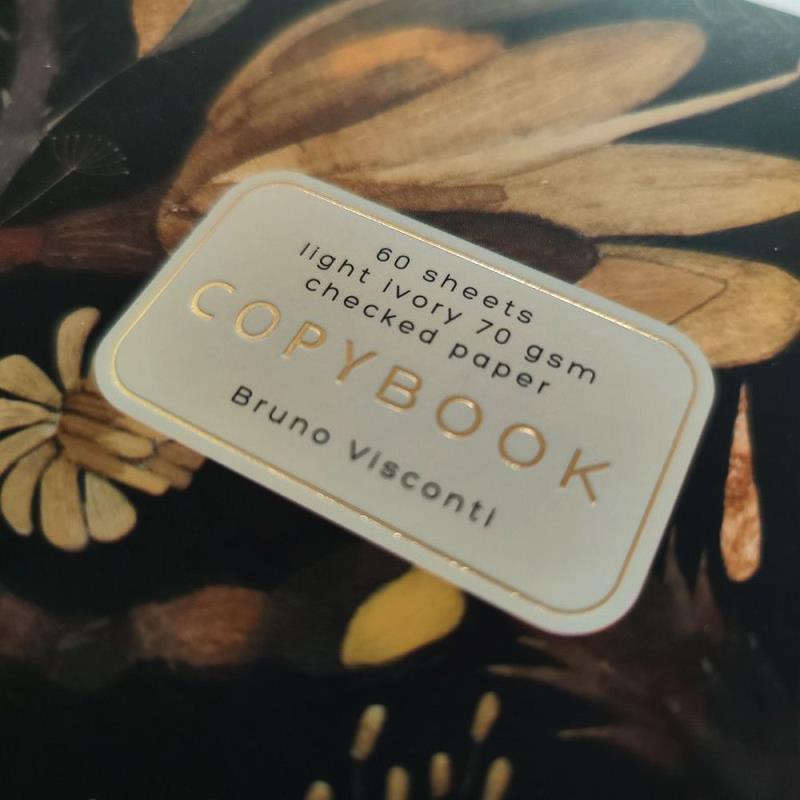 60 sheets
light ivory 70 gsm
checked paper
COPYBOOK
Bruno Visconti